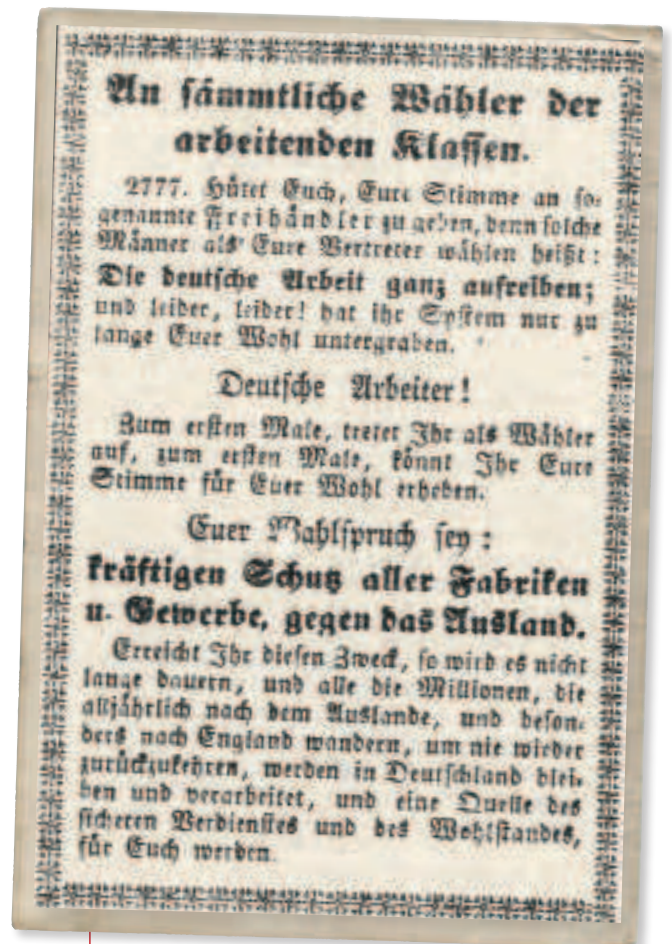 An sämmtliche Wähler der
arbeitenden Klassen.
2777. Hütet Euch, Eure Stimme an so-
genannte Freihändler zu geben, denn solche
Männer als Eure Vertreter wählen heißt:
Die deutsche Arbeit ganz aufreiben;
und leider, leider! hat ihr System nur zu
lange Euer Wohl untergraben.
Deutsche Arbeiter!
Zum ersten Male, tretet Ihr als Wähler
auf, zum ersten Male, könnt Ihr Eure
Stimme für Euer Wohl erheben.
Euer Wahlspruch sey:
kräftigen Schutz aller Fabriken
u. Gewerbe, gegen das Ausland.
Erreicht Ihr diesen Zweck, so wird es nicht
lange dauern, und alle die Millionen, die
alljährlich nach dem Auslande, und beson-
ders nach England wandern, um nie wieder
zurückzukehren, werden in Deutschland blei-
ben und verarbeitet, und eine Quelle des
sicheren Verdienstes und des Wohlstandes,
für Euch werden.